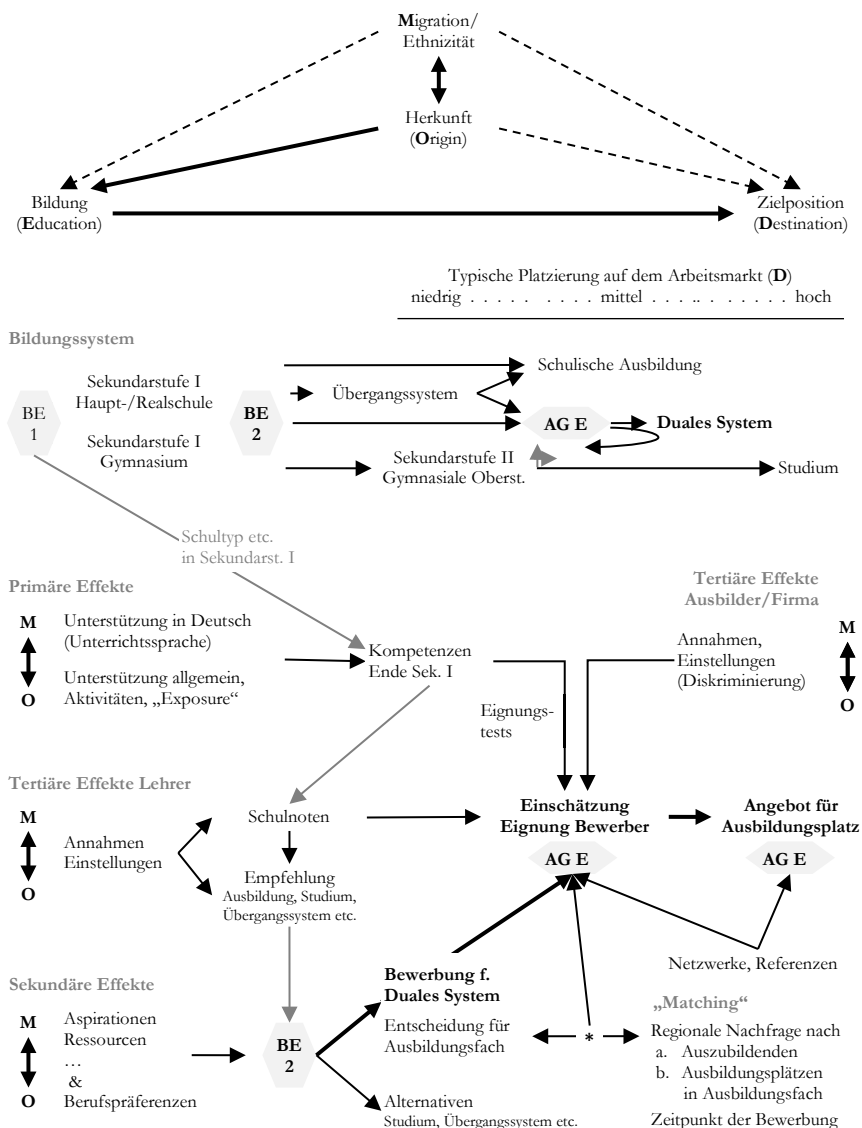 Migration/
Ethnizität
Herkunft
(Origin)
Bildung
(Education)
Zielposition
(Destination)
Typische Platzierung auf dem Arbeitsmarkt (D)
niedrig . . . . . . . . . . mittel . . . .. . . . . . . . hoch
Bildungssystem
BE
1
Sekundarstufe I
Haupt-/Realschule
Sekundarstufe I
Gymnasium
BE
2
Übergangssystem
Schulische Ausbildung
AG E
Duales System
Sekundarstufe II
Gymnasiale Oberst.
Studium
Schultyp etc.
in Sekundarst. I
Primäre Effekte
M
O
Unterstützung in Deutsch
(Unterrichtssprache)
Unterstützung allgemein,
Aktivitäten, „Exposure“
Kompetenzen
Ende Sek. I
Eignungs-
tests
Tertiäre Effekte
Ausbilder/Firma
Annahmen,
Einstellungen
(Diskriminierung)
M
O
Tertiäre Effekte Lehrer
M
O
Annahmen
Einstellungen
Schulnoten
Empfehlung
Ausbildung, Studium,
Übergangssystem etc.
Einschätzung
Eignung Bewerber
AG E
Angebot für
Ausbildungsplatz
AG E
Netzwerke, Referenzen
Sekundäre Effekte
M
O
Aspirationen
Ressourcen
…
&
Berufspräferenzen
BE
2
Bewerbung f.
Duales System
Entscheidung für
Ausbildungsfach
Alternativen
Studium, Übergangssystem etc.
*
„Matching“
Regionale Nachfrage nach
a. Auszubildenden
b. Ausbildungsplätzen
in Ausbildungsfach
Zeitpunkt der Bewerbung